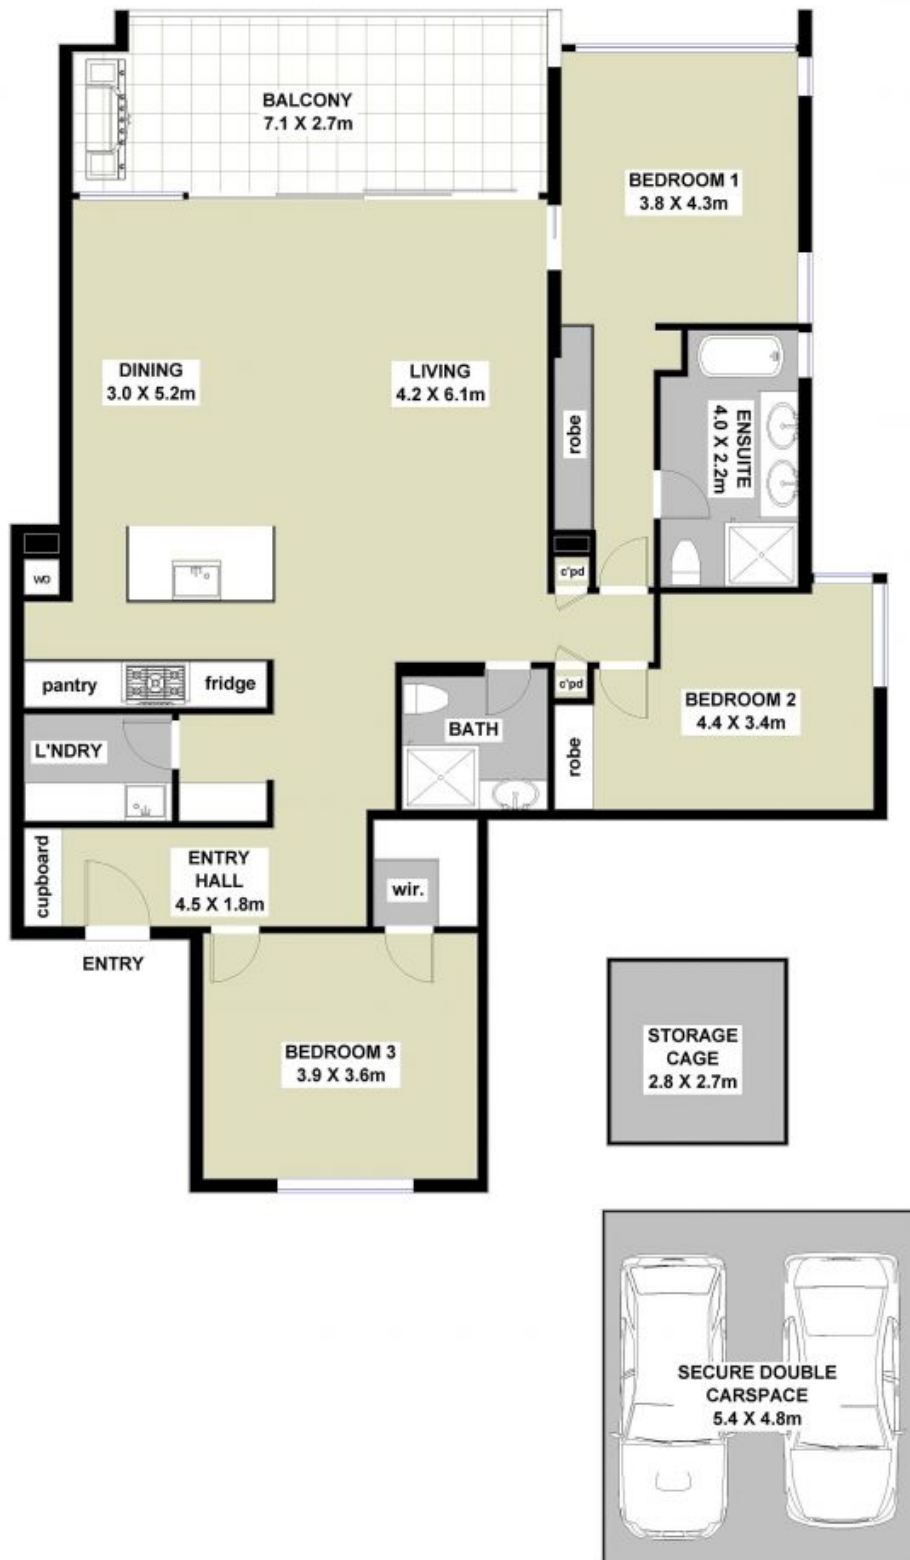 BALCONY
7.1 X 2.7m
BEDROOM 1
3.8 X 4.3m
DINING
3.0 X 5.2m
LIVING
4.2 X 6.1m
robe
ENSUITE
4.0 X 2.2m
wo
c'pd
pantry
fridge
c'pd
BEDROOM 2
4.4 X 3.4m
L'NDRY
BATH
robe
cupboard
ENTRY
HALL
4.5 X 1.8m
wir.
ENTRY
BEDROOM 3
3.9 X 3.6m
STORAGE
CAGE
2.8 X 2.7m
SECURE DOUBLE
CARSPACE
5.4 X 4.8m